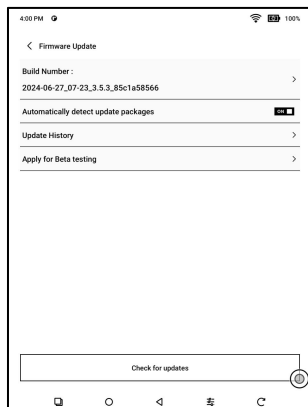 4:00 PM 100%
Firmware Update
Build Number :
2024-06-27_07-23_3.5.3_85c1a58566
Automatically detect update packages ON
Update History
Apply for Beta testing
Check for updates